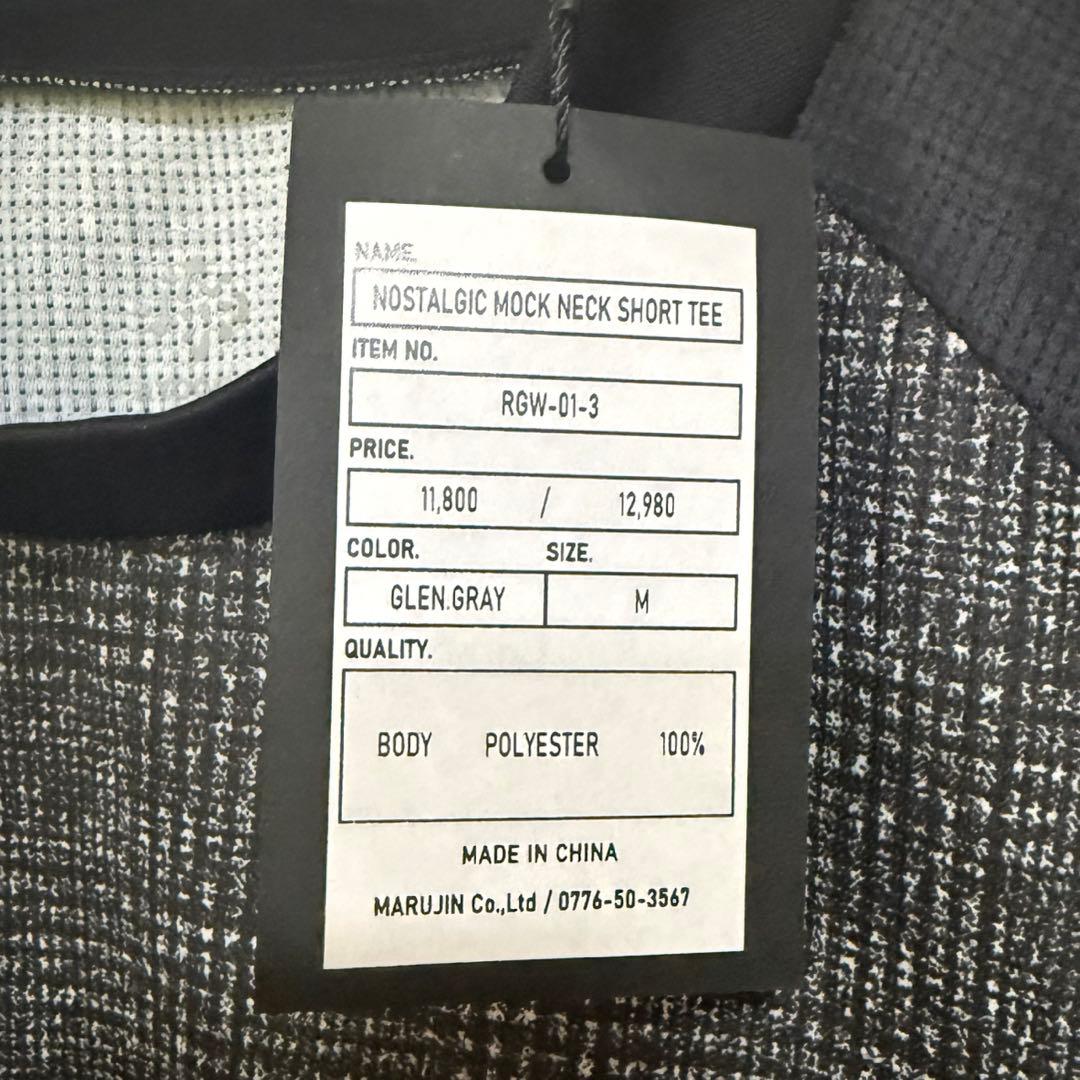 NAME
NOSTALGIC MOCK NECK SHORT TEE
ITEM NO.
RGW-01-3
PRICE.
11,800 / 12,980
COLOR. SIZE.
GLEN.GRAY M
QUALITY.
BODY POLYESTER 100%
MADE IN CHINA
MARUJIN Co.,Ltd / 0776-50-3567